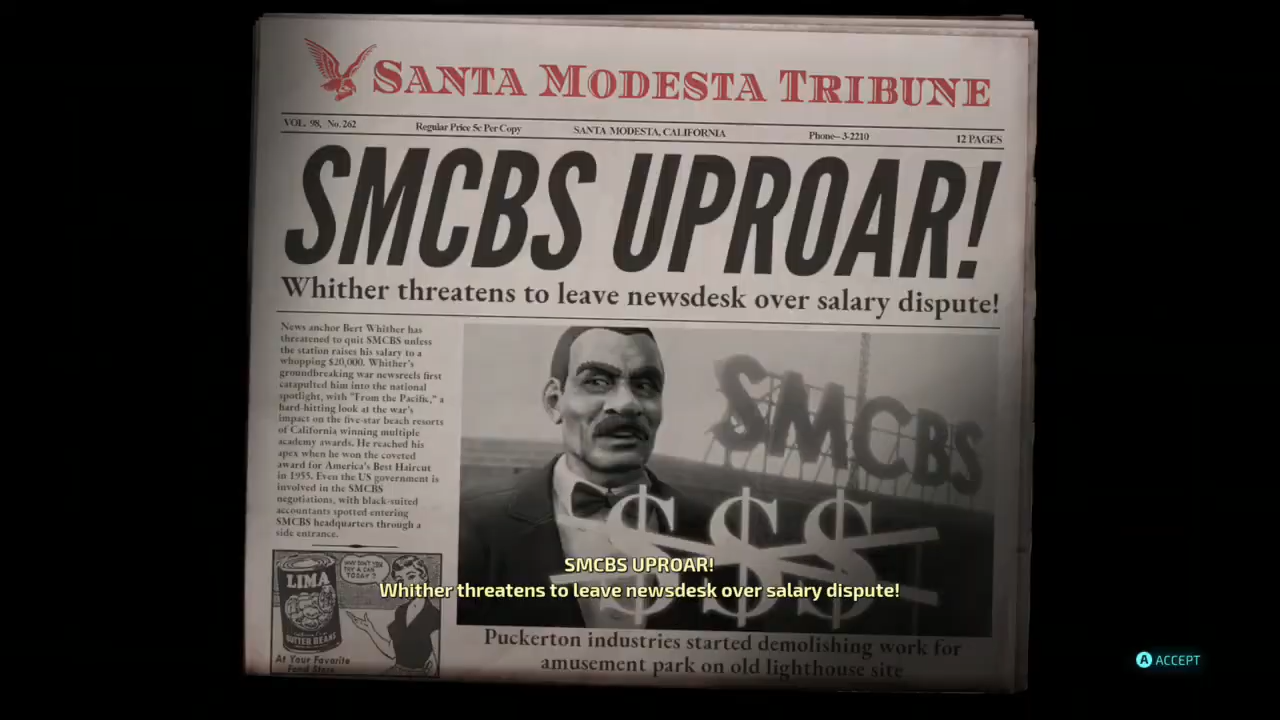 SANTA MODESTA TRIBUNE
VOL. 98, No. 262 Regular Price 5c Per Copy SANTA MODESTA, CALIFORNIA Phone– 3-2210 12 PAGES
SMCBS UPROAR!
Whither threatens to leave newsdesk over salary dispute!
News anchor Bert Whither has
threatened to quit SMCBS unless
the station raises his salary to a
whopping $20,000. Whither's
groundbreaking war newsreels first
catapulted him into the national
spotlight, with "From the Pacific," a
hard-hitting look at the war's
impact on the five-star beach resorts
of California winning multiple
academy awards. He reached his
apex when he won the coveted
award for America's Best Haircut
in 1955. Even the US government is
involved in the SMCBS
negotiations, with black-suited
accountants spotted entering
SMCBS headquarters through a
side entrance.
SMCBS
$$$
SMCBS UPROAR!
Whither threatens to leave newsdesk over salary dispute!
WHY DON'T YOU
TRY A CAN
TODAY?
LIMA
BUTTER BEANS
At Your Favorite
Food Store
Puckerton industries started demolishing work for
amusement park on old lighthouse site
A ACCEPT